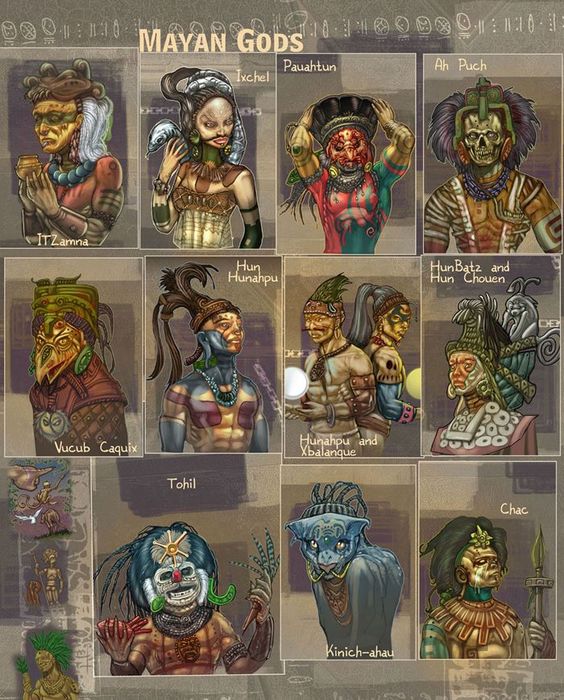 MAYAN GODS
Ixchel
Pauahtun
Ah Puch
ITZamna
Hun
Hunahpu
HunBatz and
Hun Chouen
Vucub Caquix
Hunahpu and
Xbalanque
Tohil
Chac
Kinich-ahau